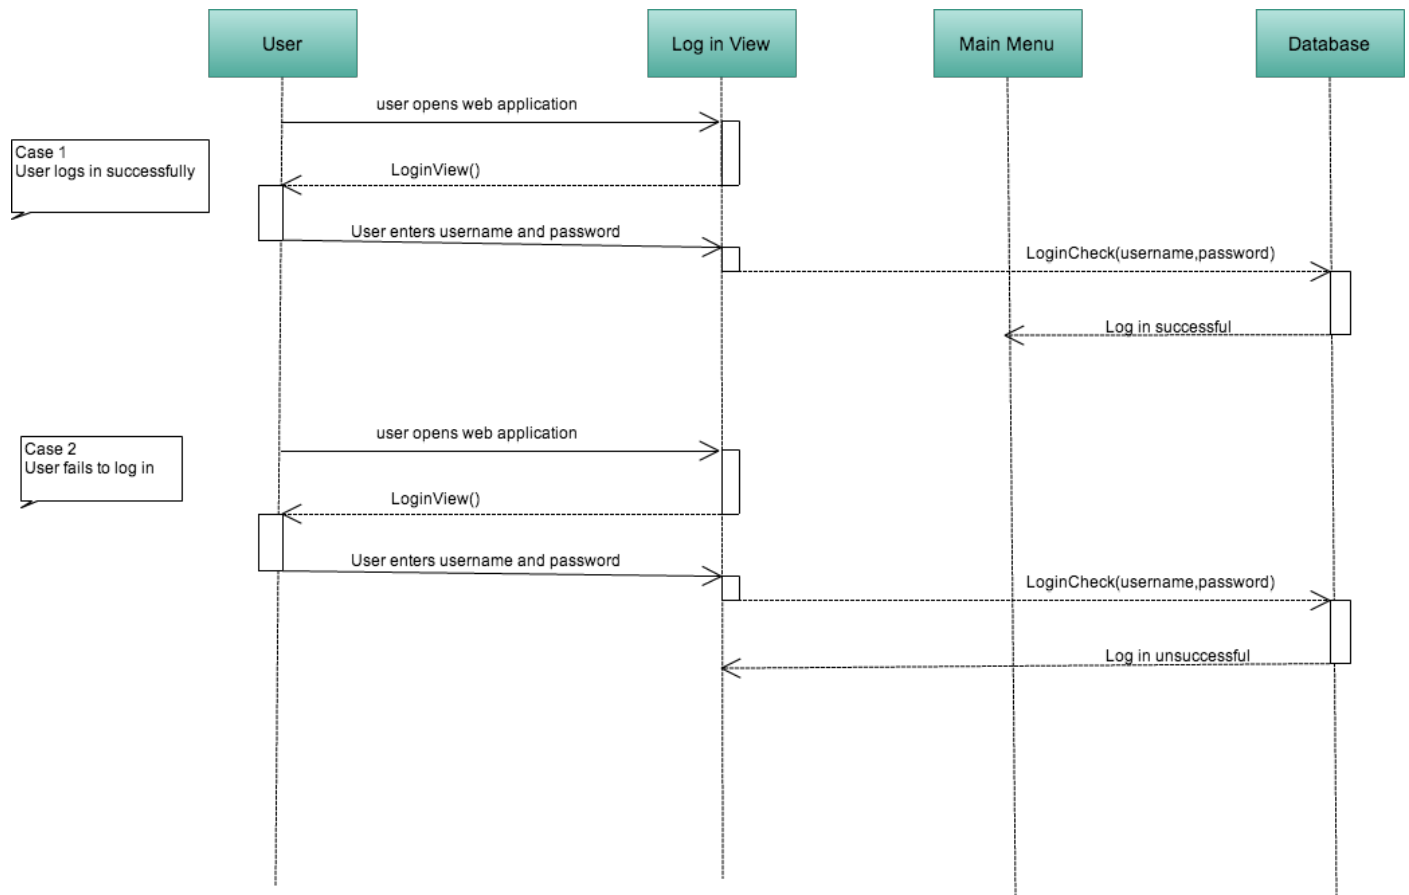 User
Log in View
Main Menu
Database
user opens web application
Case 1
User logs in successfully
LoginView()
User enters username and password
LoginCheck(username,password)
Log in successful
user opens web application
Case 2
User fails to log in
LoginView()
User enters username and password
LoginCheck(username,password)
Log in unsuccessful